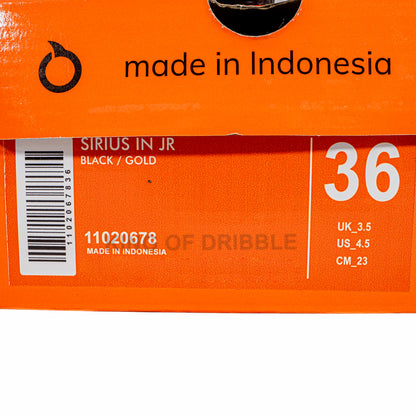 made in Indonesia
SIRIUS IN JR
BLACK / GOLD
36
1102067836
UK_3.5
US_4.5
CM_23
11020678
OF DRIBBLE
MADE IN INDONESIA